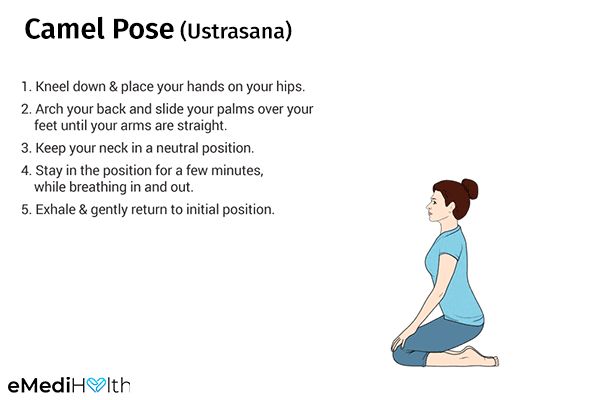 Camel Pose (Ustrasana)
1. Kneel down & place your hands on your hips.
2. Arch your back and slide your palms over your
feet until your arms are straight.
3. Keep your neck in a neutral position.
4. Stay in the position for a few minutes,
while breathing in and out.
5. Exhale & gently return to initial position.
eMediHealth